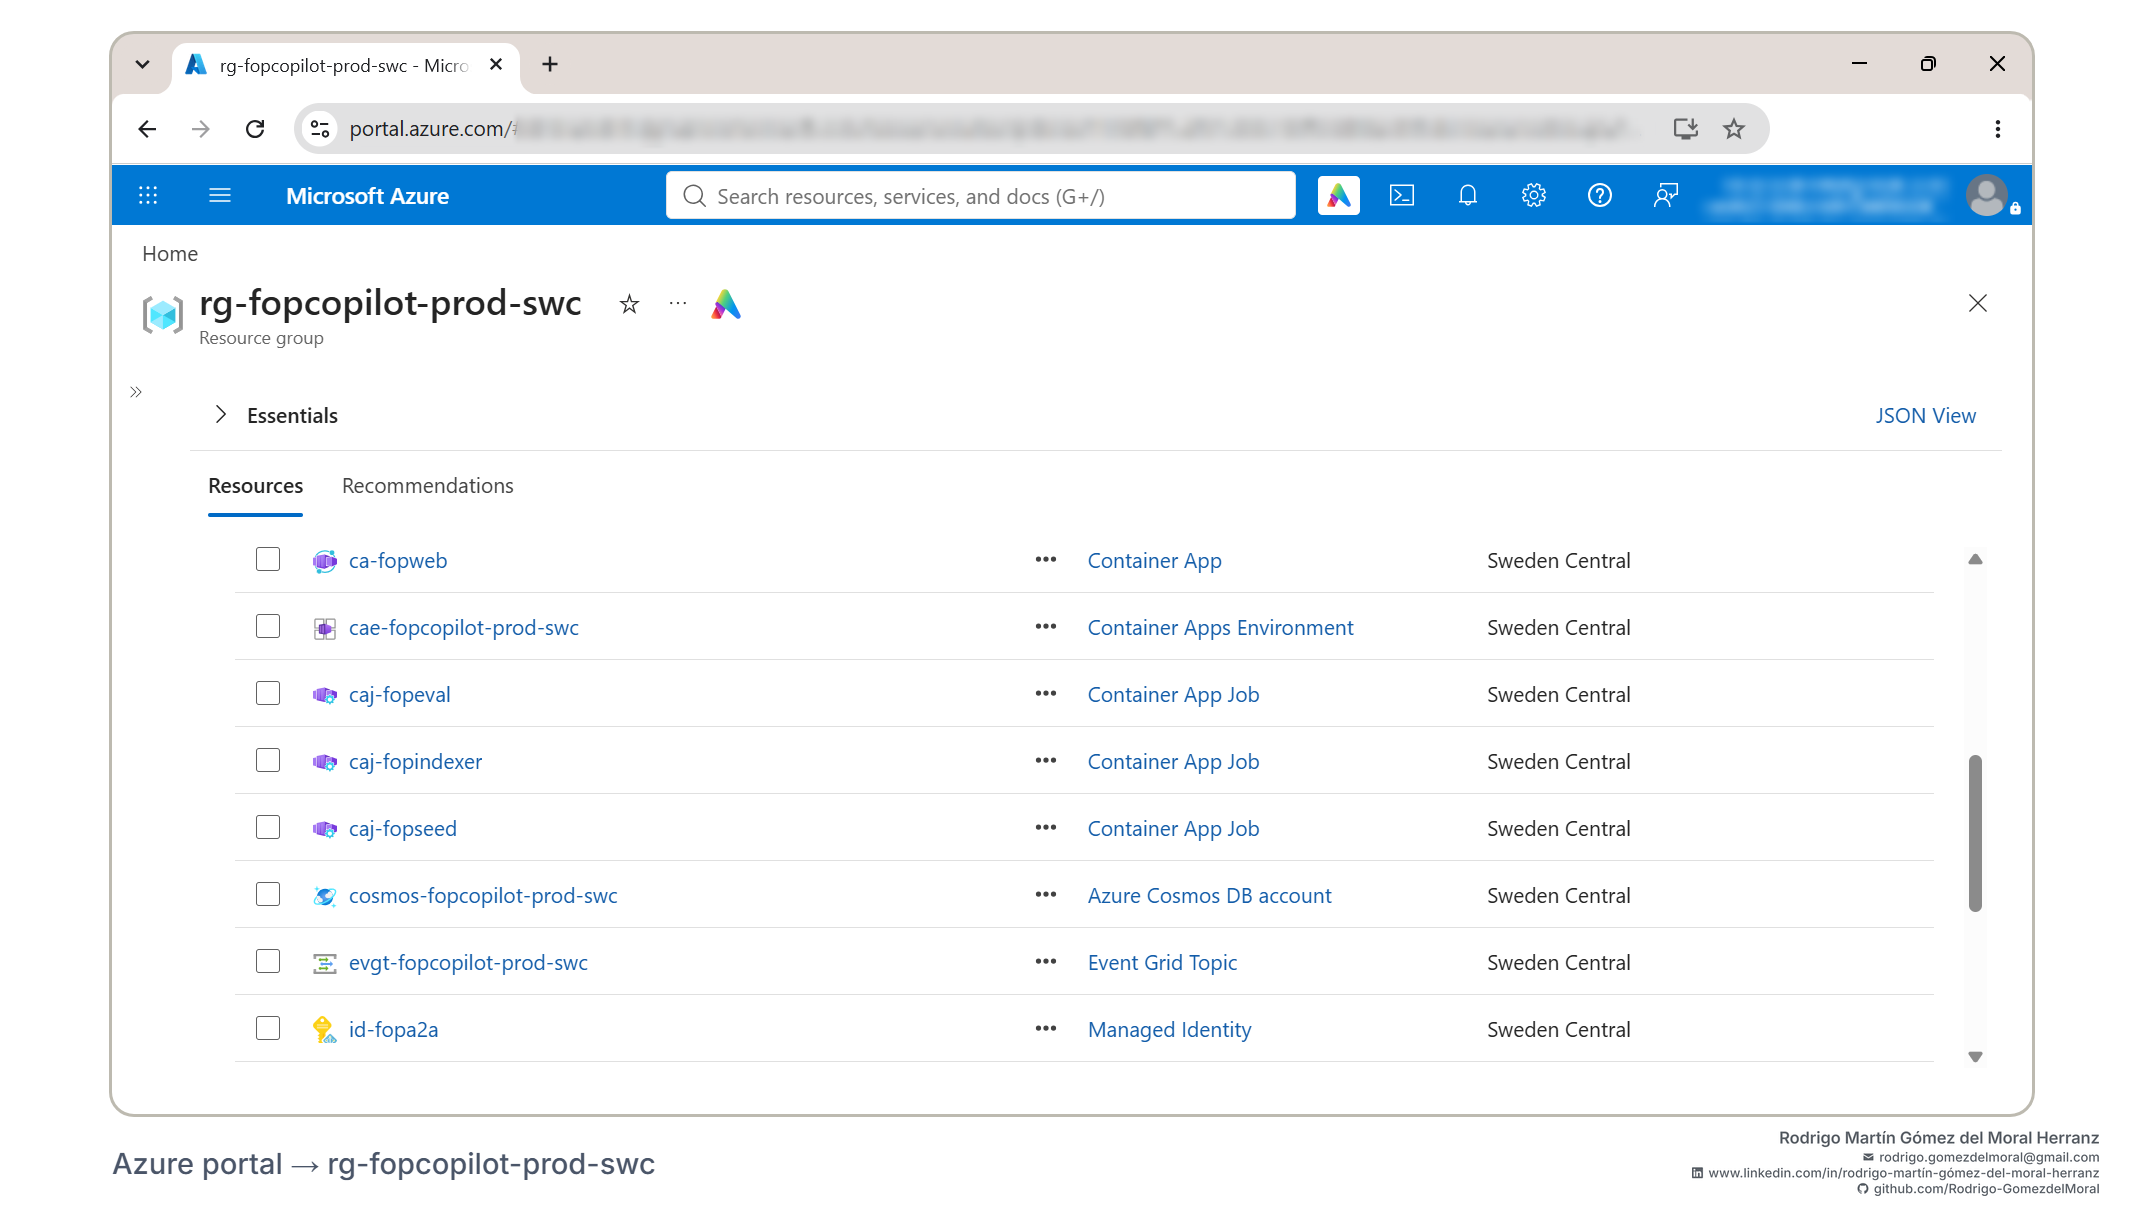 rg-fopcopilot-prod-swc - Micro
portal.azure.com/
Microsoft Azure
Search resources, services, and docs (G+/)
Home
rg-fopcopilot-prod-swc
Resource group
Essentials
JSON View
Resources
Recommendations
ca-fopweb Container App Sweden Central
cae-fopcopilot-prod-swc Container Apps Environment Sweden Central
caj-fopeval Container App Job Sweden Central
caj-fopindexer Container App Job Sweden Central
caj-fopseed Container App Job Sweden Central
cosmos-fopcopilot-prod-swc Azure Cosmos DB account Sweden Central
evgt-fopcopilot-prod-swc Event Grid Topic Sweden Central
id-fopa2a Managed Identity Sweden Central
Azure portal → rg-fopcopilot-prod-swc
Rodrigo Martín Gómez del Moral Herranz
rodrigo.gomezdelmoral@gmail.com
www.linkedin.com/in/rodrigo-martín-gómez-del-moral-herranz
github.com/Rodrigo-GomezdelMoral